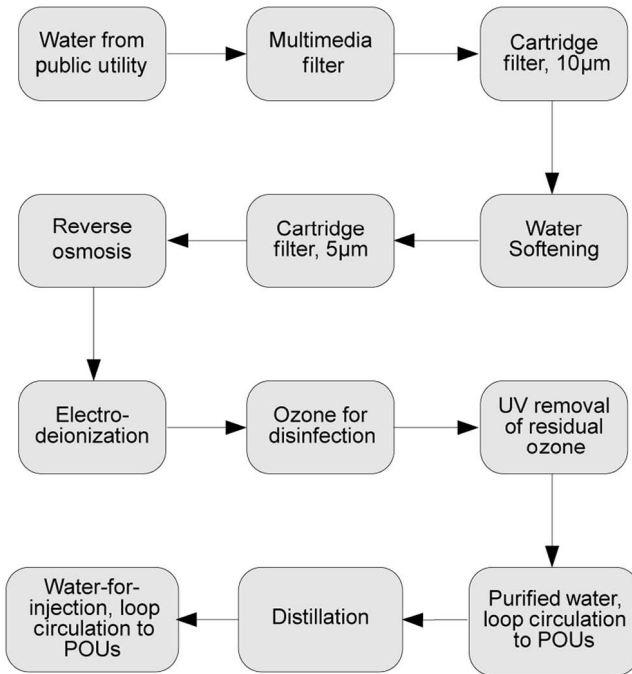 Water from
public utility
Multimedia
filter
Cartridge
filter, 10µm
Reverse
osmosis
Cartridge
filter, 5µm
Water
Softening
Electro-
deionization
Ozone for
disinfection
UV removal
of residual
ozone
Water-for-
injection, loop
circulation to
POUs
Distillation
Purified water,
loop circulation
to POUs